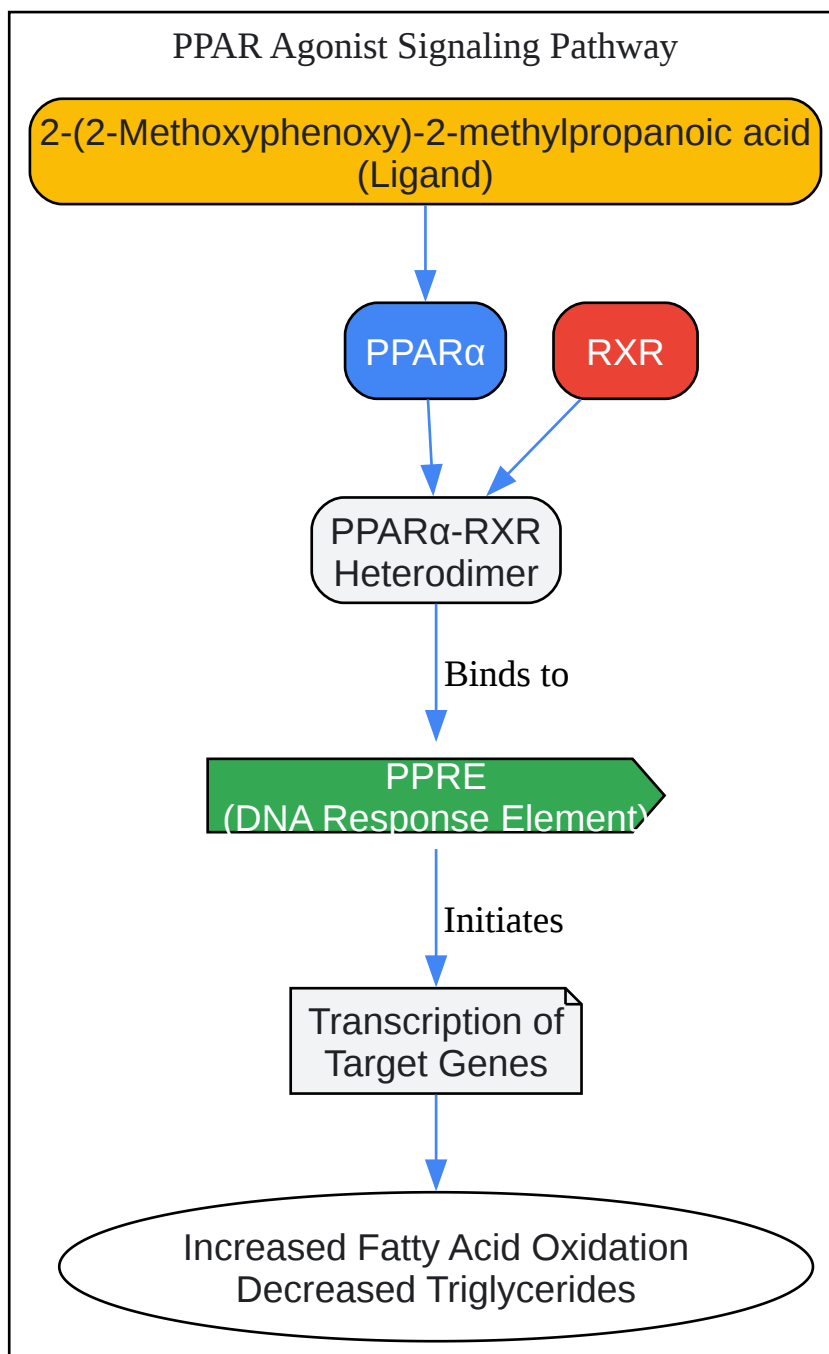 PPAR Agonist Signaling Pathway
2-(2-Methoxyphenoxy)-2-methylpropanoic acid
(Ligand)
PPARα
RXR
PPARα-RXR
Heterodimer
Binds to
PPRE
(DNA Response Element)
Initiates
Transcription of
Target Genes
Increased Fatty Acid Oxidation
Decreased Triglycerides